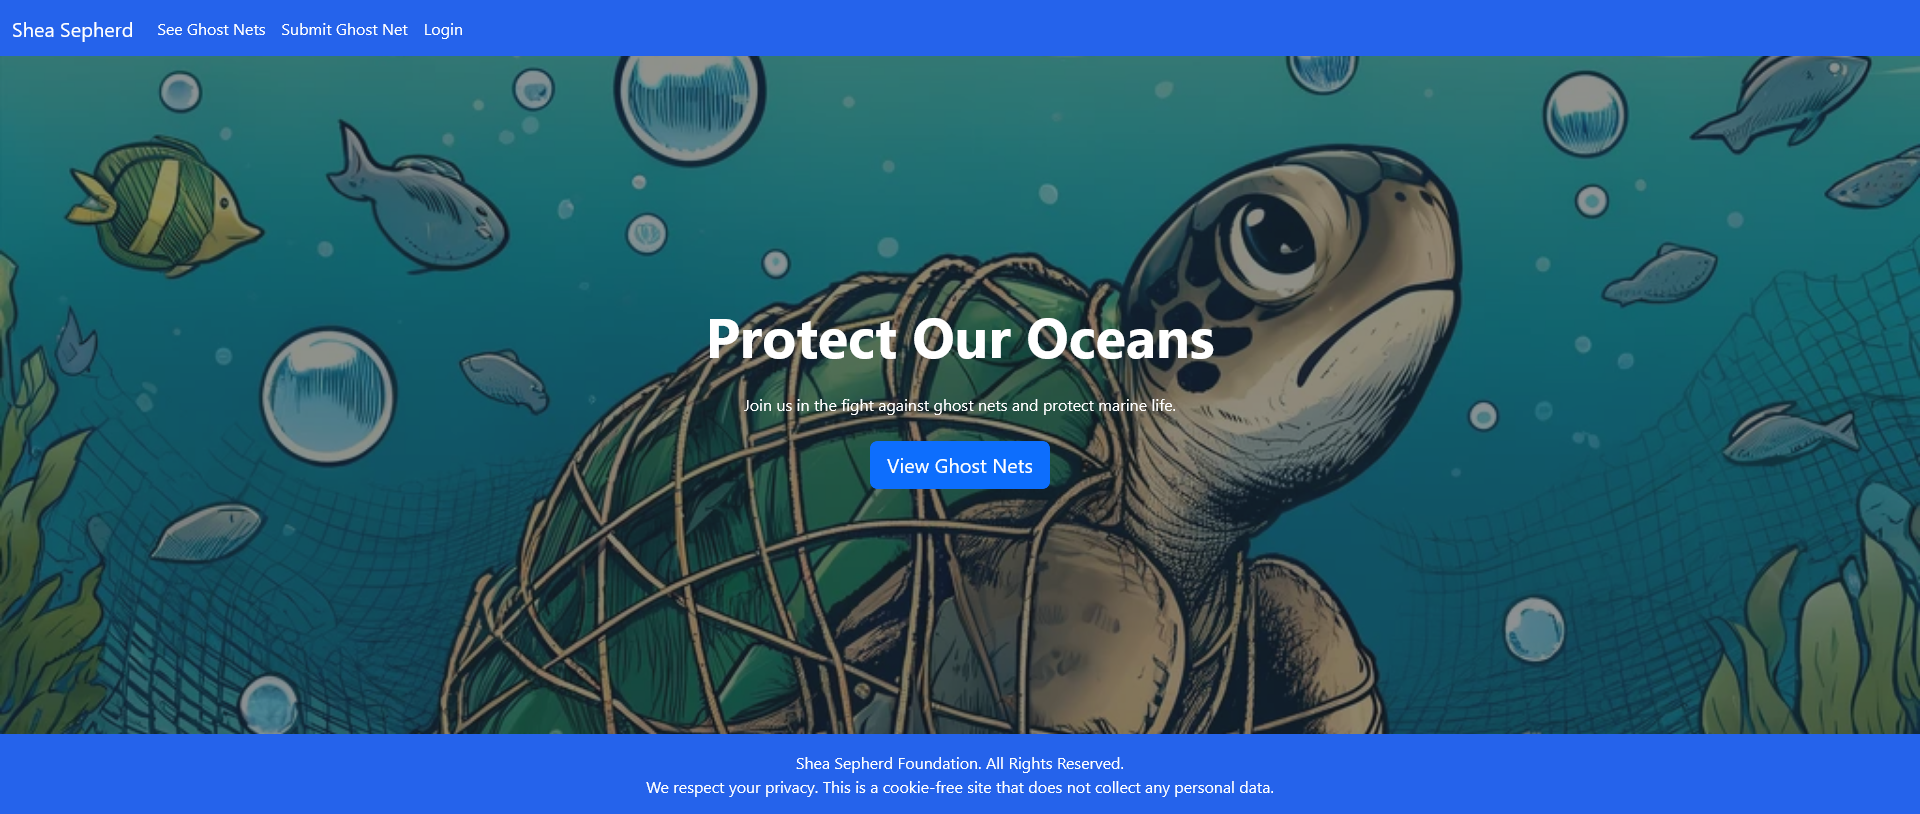 Shea Sepherd See Ghost Nets Submit Ghost Net Login
Protect Our Oceans
Join us in the fight against ghost nets and protect marine life.
View Ghost Nets
Shea Sepherd Foundation. All Rights Reserved.
We respect your privacy. This is a cookie-free site that does not collect any personal data.